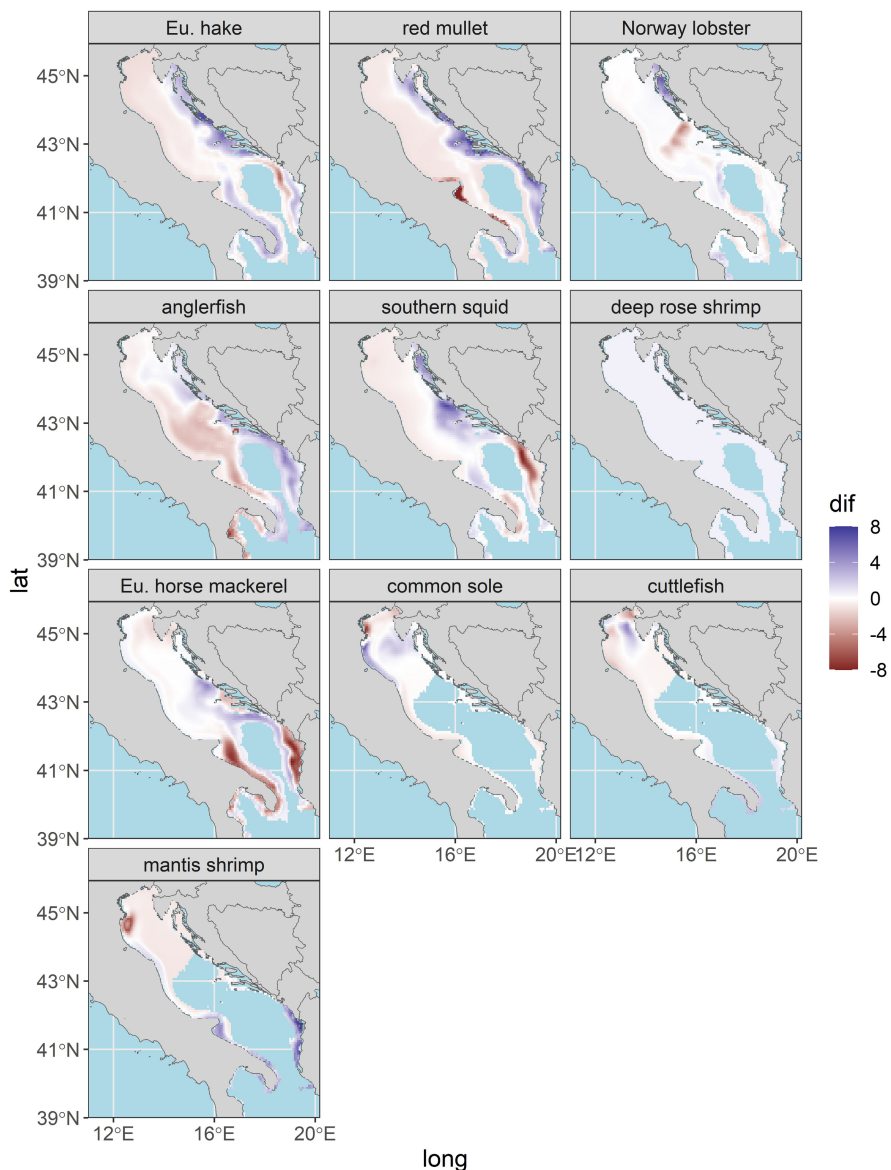 Eu. hake red mullet Norway lobster
45°N
43°N
41°N
39°N
anglerfish southern squid deep rose shrimp
45°N
43°N
41°N
39°N
Eu. horse mackerel common sole cuttlefish
45°N
43°N
41°N
39°N
12°E 16°E 20°E 12°E 16°E 20°E
mantis shrimp
45°N
43°N
41°N
39°N
12°E 16°E 20°E
long
lat
dif
8
4
0
-4
-8